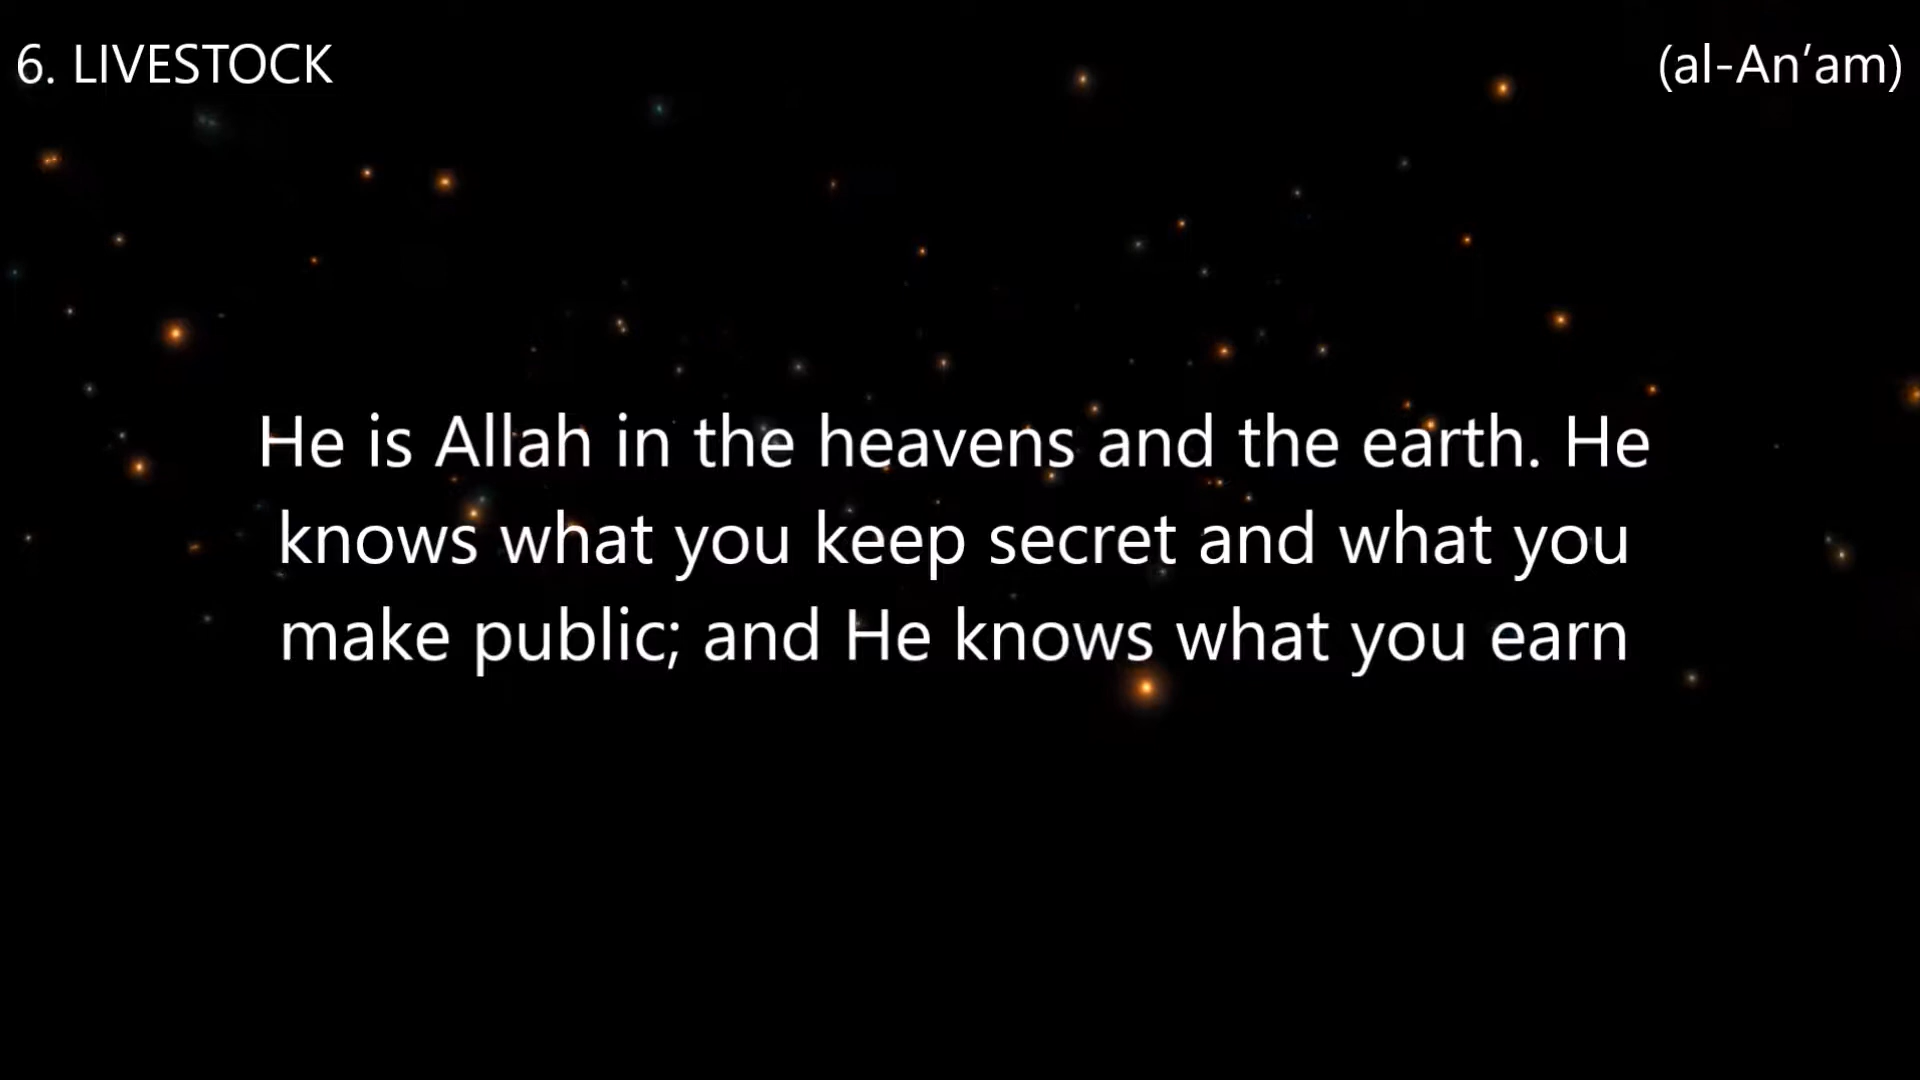 6. LIVESTOCK
(al-An’am)
He is Allah in the heavens and the earth. He
knows what you keep secret and what you
make public; and He knows what you earn